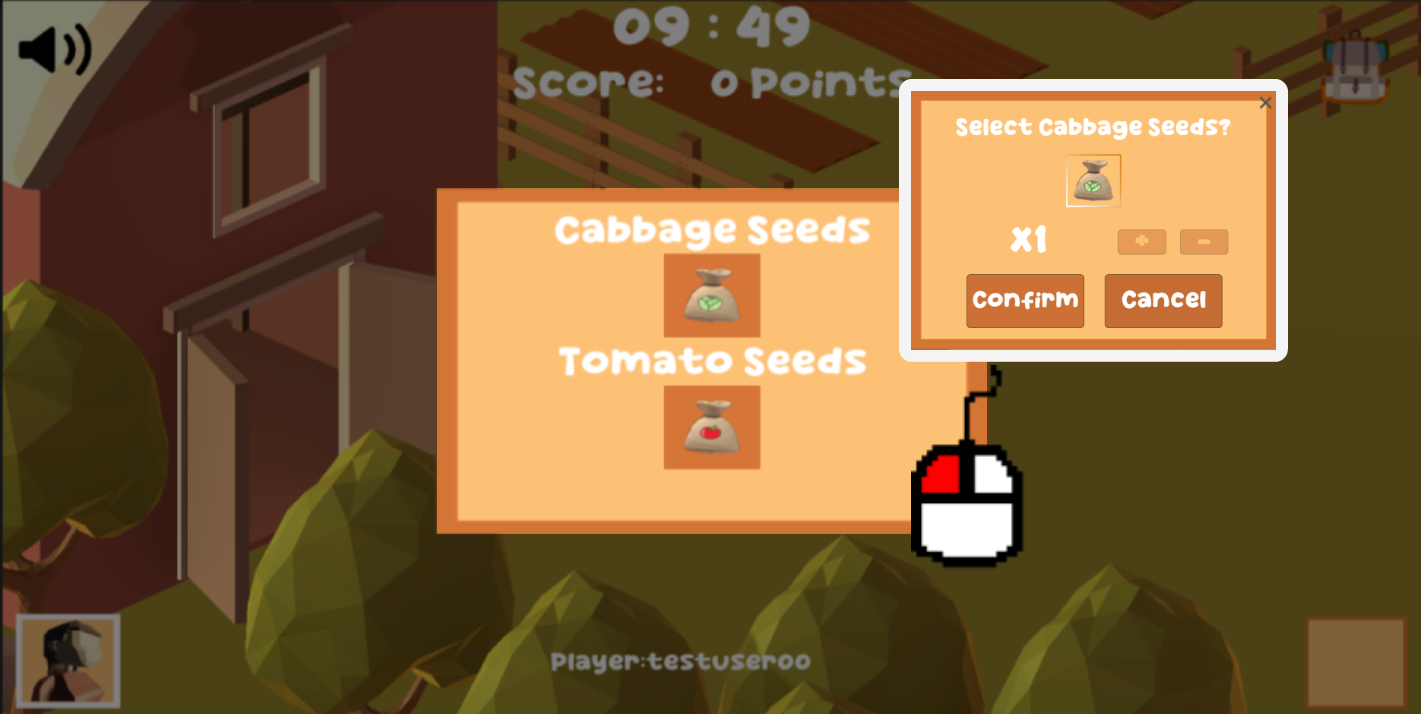 09 : 49
Score: 0 Points
Select Cabbage Seeds?
x1
+ -
Confirm Cancel
Cabbage Seeds
Tomato Seeds
Player:testuser00